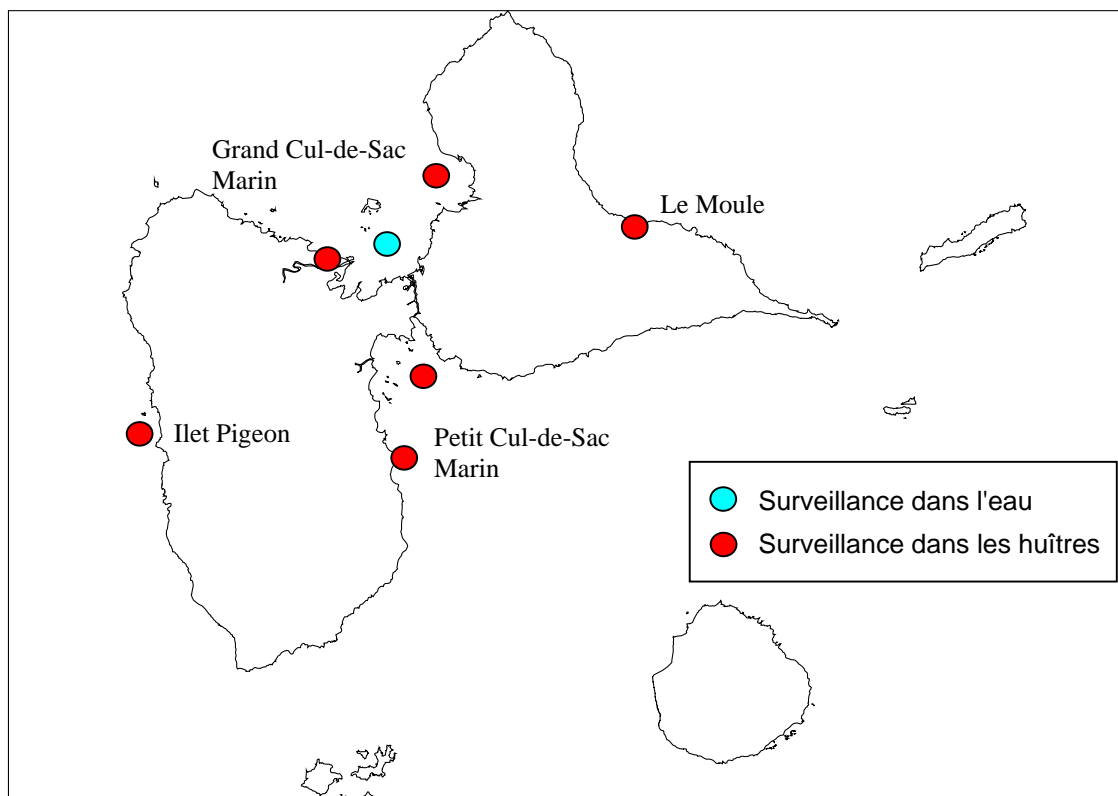 Grand Cul-de-Sac
Marin
Le Moule
Ilet Pigeon
Petit Cul-de-Sac
Marin
Surveillance dans l'eau
Surveillance dans les huîtres